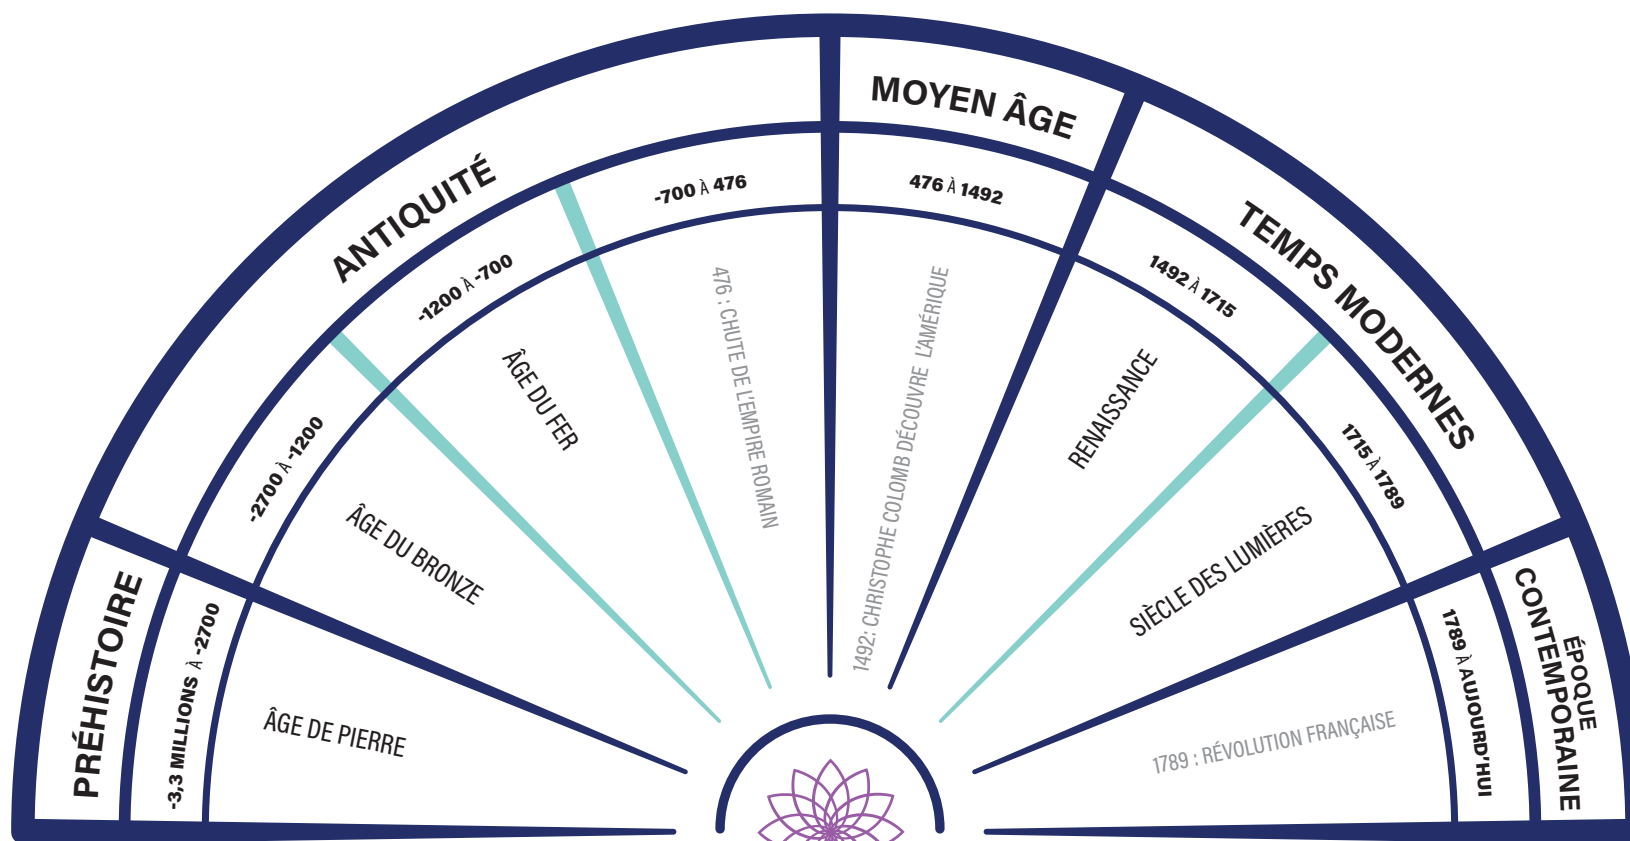 PRÉHISTOIRE
-3,3 MILLIONS À -2700
ÂGE DE PIERRE
ANTIQUITÉ
-2700 À -1200
ÂGE DU BRONZE
-1200 À -700
ÂGE DU FER
-700 À 476
476 : CHUTE DE L'EMPIRE ROMAIN
MOYEN ÂGE
476 À 1492
1492: CHRISTOPHE COLOMB DÉCOUVRE L'AMÉRIQUE
TEMPS MODERNES
1492 À 1715
RENAISSANCE
1715 À 1789
SIÈCLE DES LUMIÈRES
ÉPOQUE
CONTEMPORAINE
1789 À AUJOURD'HUI
1789 : RÉVOLUTION FRANÇAISE